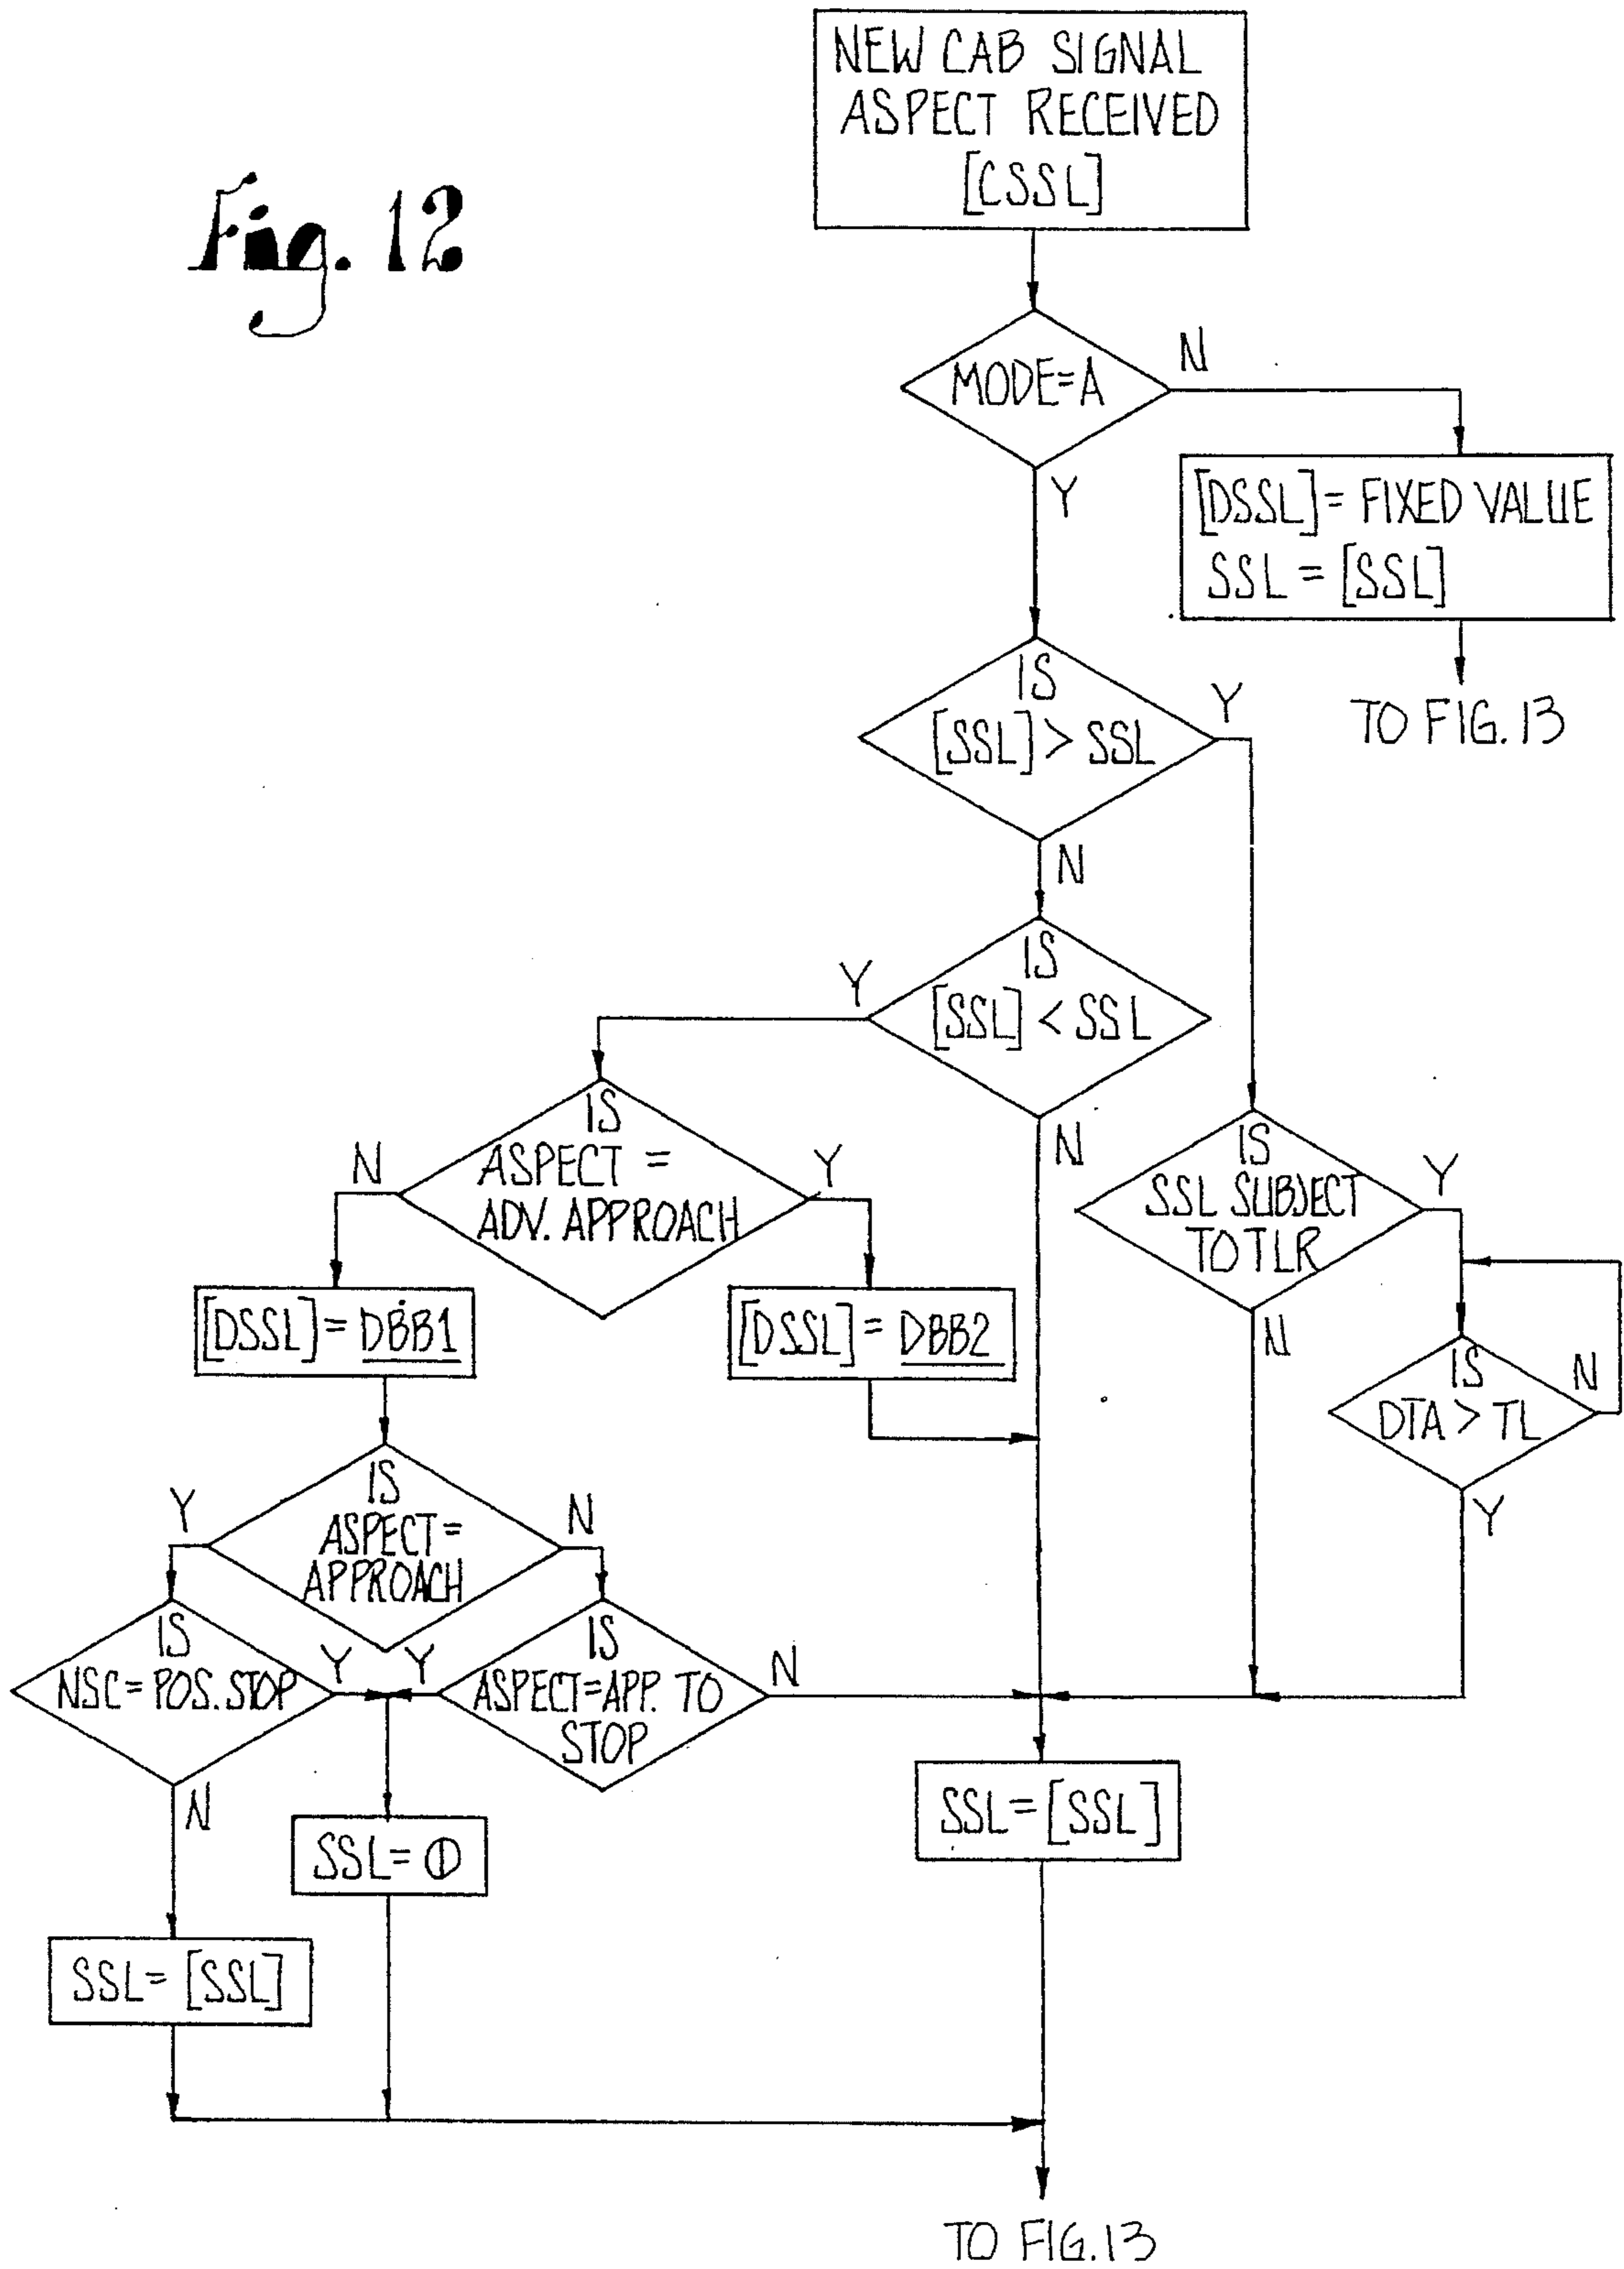 Fig. 12
NEW CAB SIGNAL
ASPECT RECEIVED
[CSSL]
MODE=A
N
Y
[DSSL]= FIXED VALUE
SSL = [SSL]
TO FIG.13
IS
[SSL] > SSL
Y
N
IS
[SSL] < SSL
Y
N
IS
ASPECT =
ADV. APPROACH
N
Y
IS
SSL SUBJECT
TO TLR
Y
N
[DSSL]= DBB1
[DSSL]= DBB2
IS
DTA > TL
N
Y
IS
ASPECT=
APPROACH
Y
N
IS
NSC=POS.STOP
Y
N
IS
ASPECT=APP. TO
STOP
Y
N
SSL=[SSL]
SSL= 0
SSL= [SSL]
TO FIG.13